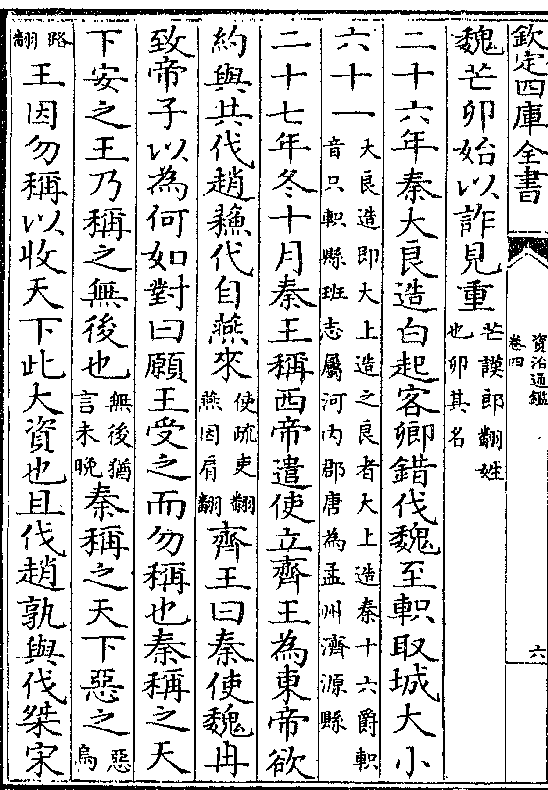 欽定四庫全書
資治通鑑
卷四
六
魏芒卯始以詐見重芒謨郎翻姓
也卯其名
二十六年秦大良造白起客卿錯伐魏至軹取城大小
六十一大良造即大上造之良者大上造秦十六爵軹
音只軹縣班志屬河内郡唐為孟州濟源縣
二十七年冬十月秦王稱西帝遣使立齊王為東帝欲
約與共伐趙蘇代自燕來使疏吏翻
燕因肩翻齊王曰秦使魏冉
致帝子以為何如對曰願王受之而勿稱也秦稱之天
下安之王乃稱之無後也無後猶
言未晚秦稱之天下惡之惡烏
路翻王因勿稱以收天下此大資也且伐趙孰與伐桀宋